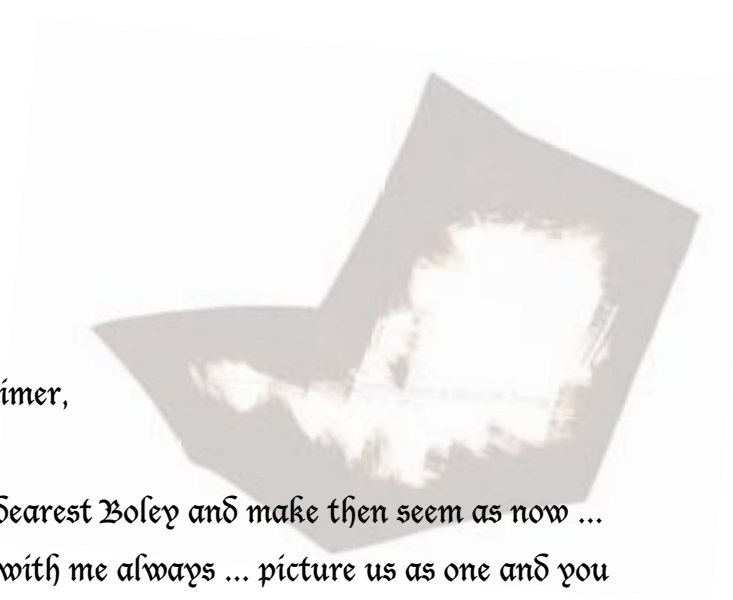 imer,
dearest Boley and make then seem as now ...
with me always ... picture us as one and you